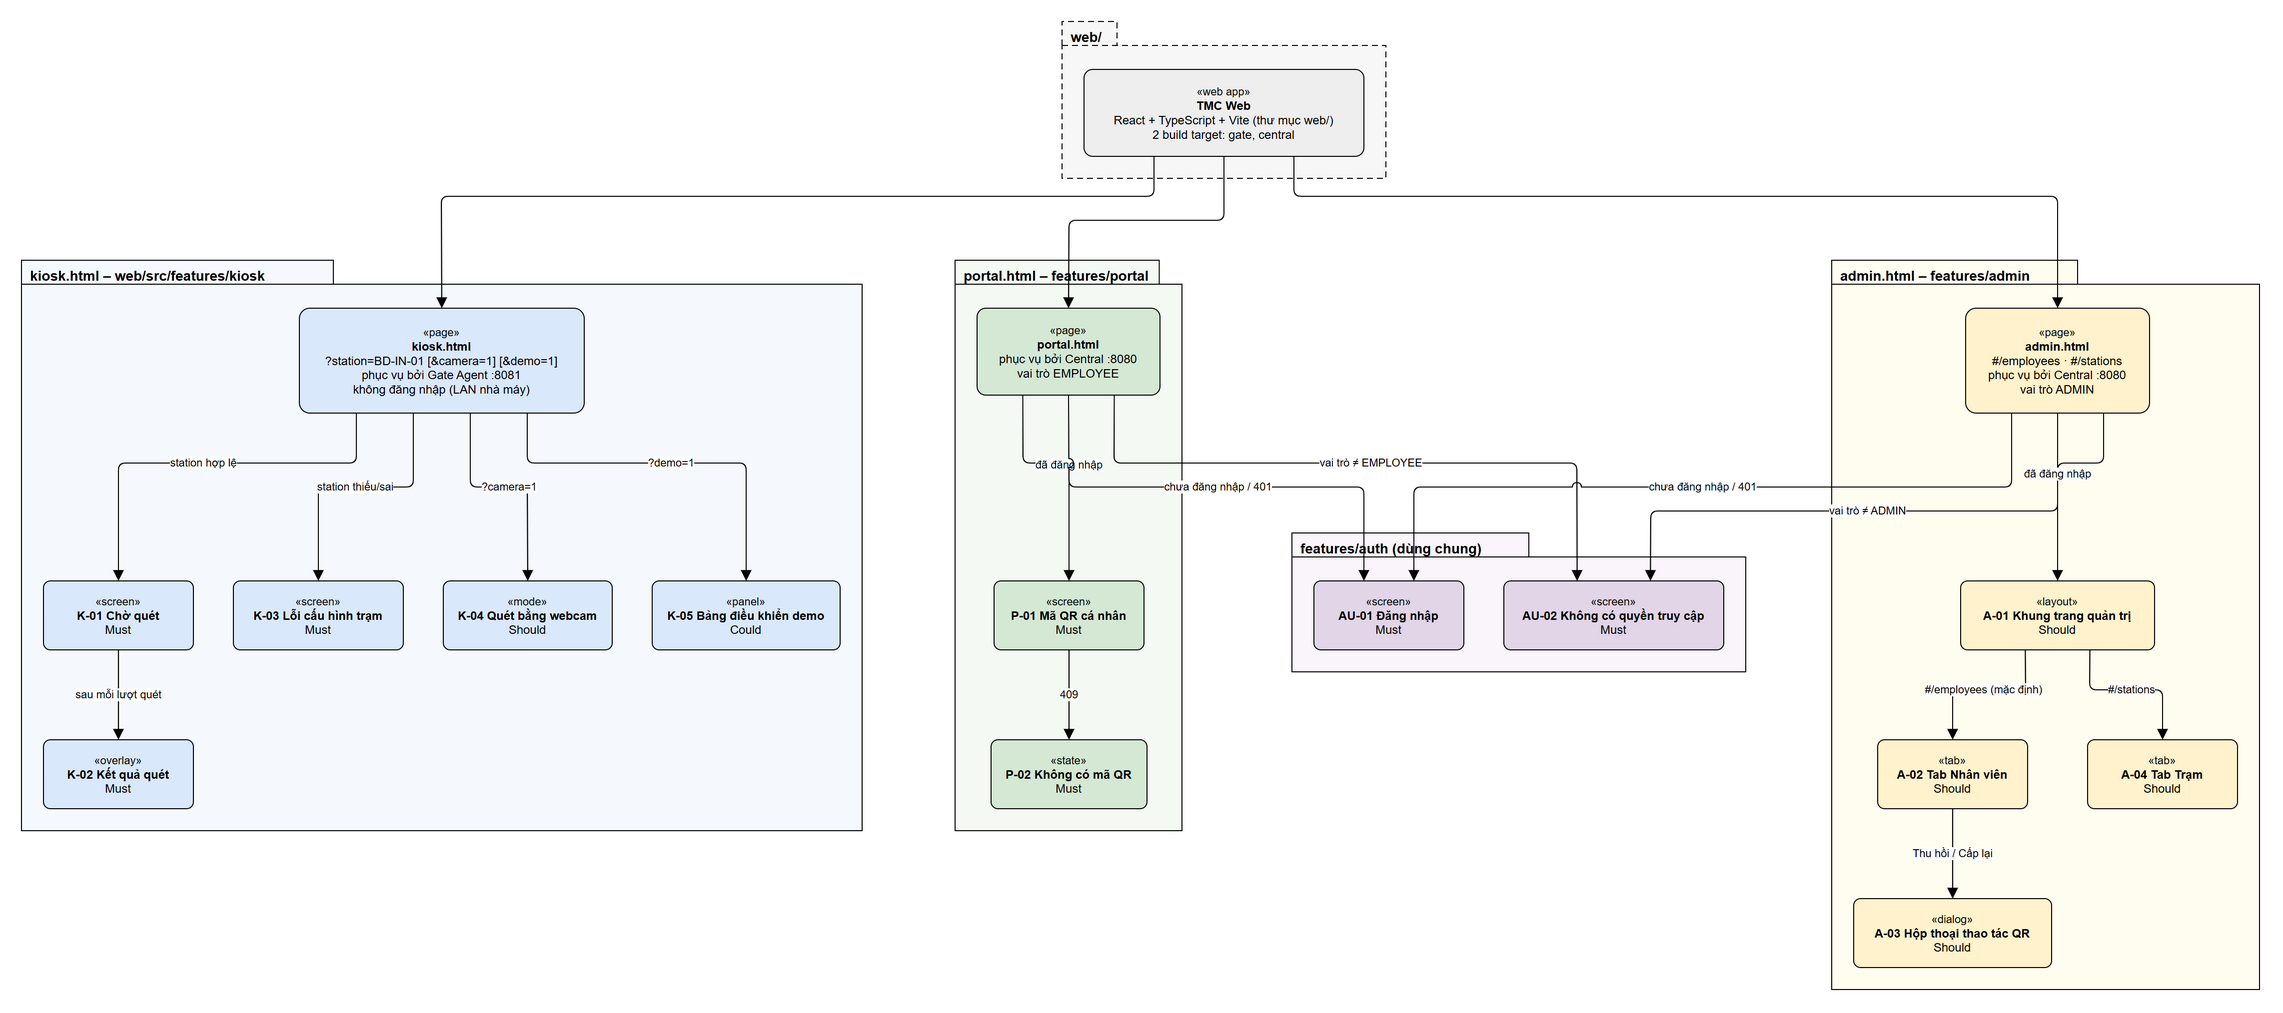 web/
«web app»
TMC Web
React + TypeScript + Vite (thư mục web/)
2 build target: gate, central
kiosk.html – web/src/features/kiosk
«page»
kiosk.html
?station=BD-IN-01 [&camera=1] [&demo=1]
phục vụ bởi Gate Agent :8081
không đăng nhập (LAN nhà máy)
station hợp lệ
station thiếu/sai
?camera=1
?demo=1
«screen»
K-01 Chờ quét
Must
«screen»
K-03 Lỗi cấu hình trạm
Must
«mode»
K-04 Quét bằng webcam
Should
«panel»
K-05 Bảng điều khiển demo
Could
sau mỗi lượt quét
«overlay»
K-02 Kết quả quét
Must
portal.html – features/portal
«page»
portal.html
phục vụ bởi Central :8080
vai trò EMPLOYEE
đã đăng nhập
vai trò ≠ EMPLOYEE
chưa đăng nhập / 401
«screen»
P-01 Mã QR cá nhân
Must
409
«state»
P-02 Không có mã QR
Must
features/auth (dùng chung)
«screen»
AU-01 Đăng nhập
Must
«screen»
AU-02 Không có quyền truy cập
Must
admin.html – features/admin
«page»
admin.html
#/employees · #/stations
phục vụ bởi Central :8080
vai trò ADMIN
đã đăng nhập
chưa đăng nhập / 401
vai trò ≠ ADMIN
«layout»
A-01 Khung trang quản trị
Should
#/employees (mặc định)
#/stations
«tab»
A-02 Tab Nhân viên
Should
«tab»
A-04 Tab Trạm
Should
Thu hồi / Cấp lại
«dialog»
A-03 Hộp thoại thao tác QR
Should